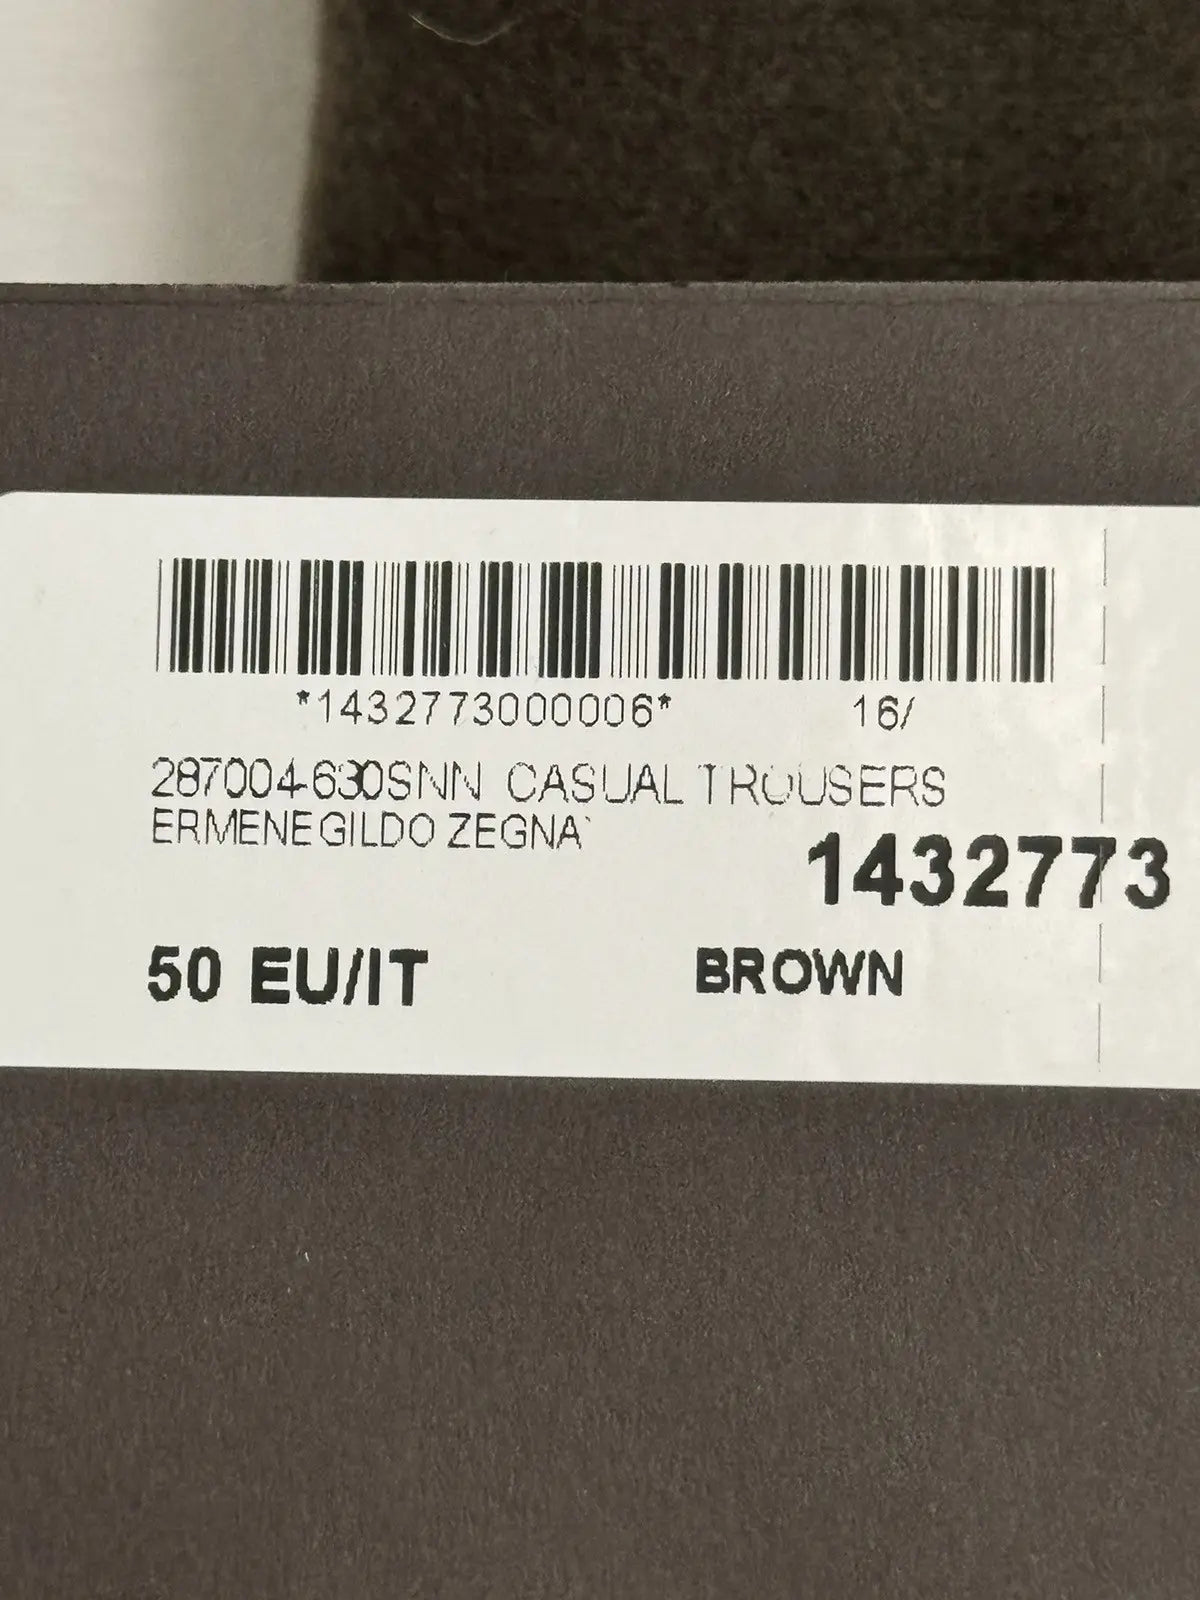 *1432773000006* 16/
287004-630SNN CASUAL TROUSERS
ERMENEGILDO ZEGNA`
1432773
50 EU/IT BROWN